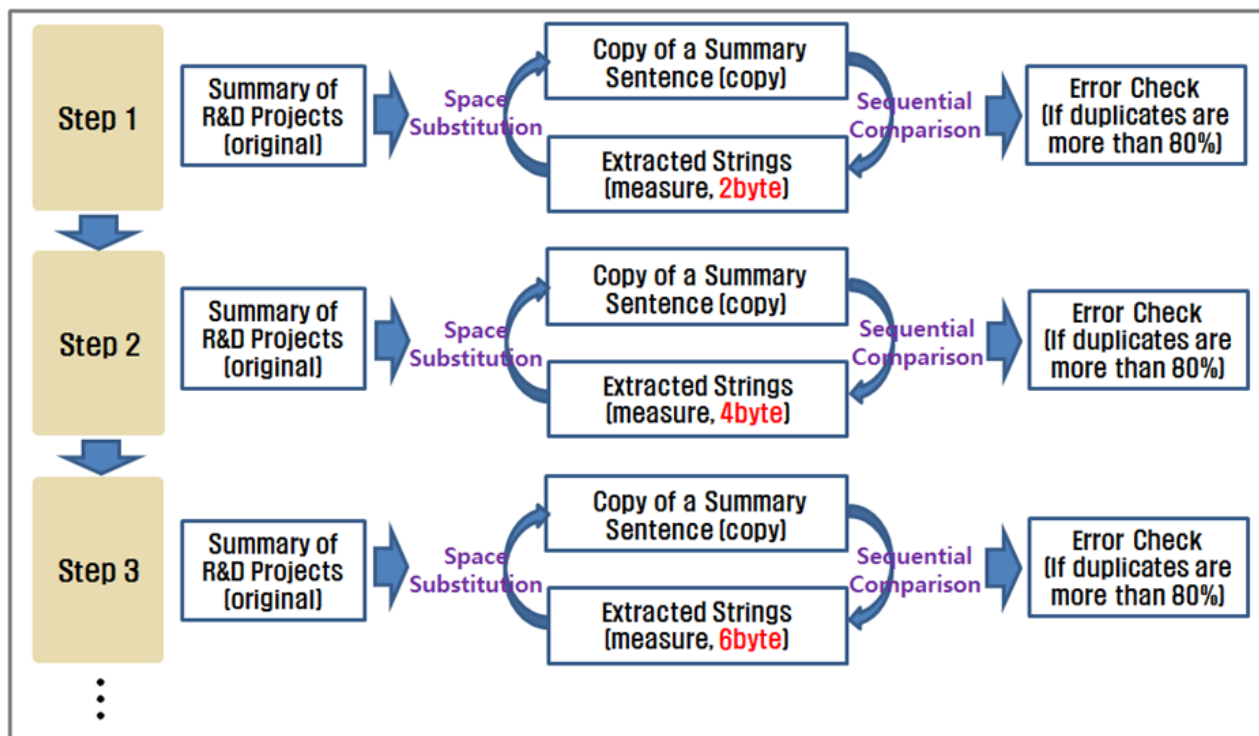 Step 1
Summary of
R&D Projects
(original)
Space
Substitution
Copy of a Summary
Sentence (copy)
Extracted Strings
(measure, 2byte)
Sequential
Comparison
Error Check
(If duplicates are
more than 80%)
Step 2
Summary of
R&D Projects
(original)
Space
Substitution
Copy of a Summary
Sentence (copy)
Extracted Strings
(measure, 4byte)
Sequential
Comparison
Error Check
(If duplicates are
more than 80%)
Step 3
Summary of
R&D Projects
(original)
Space
Substitution
Copy of a Summary
Sentence (copy)
Extracted Strings
(measure, 6byte)
Sequential
Comparison
Error Check
(If duplicates are
more than 80%)